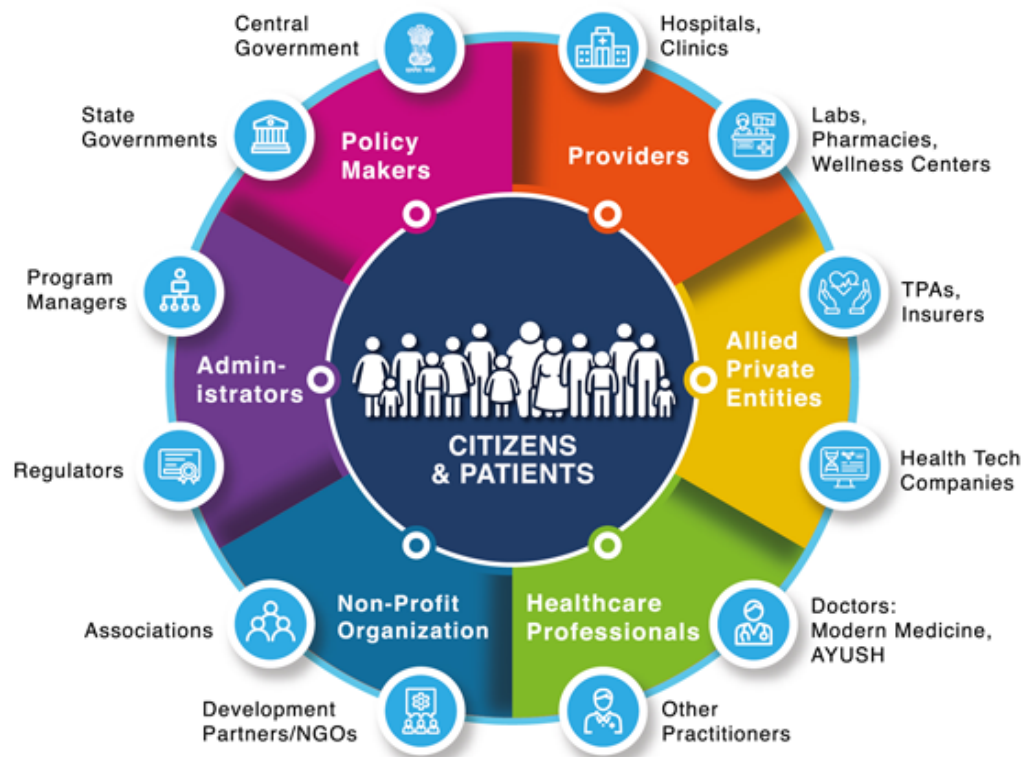 Central
Government
Hospitals,
Clinics
State
Governments
Policy
Makers
Providers
Labs,
Pharmacies,
Wellness Centers
Program
Managers
Admin-
istrators
TPAs,
Insurers
Allied
Private
Entities
CITIZENS
& PATIENTS
Regulators
Health Tech
Companies
Associations
Non-Profit
Organization
Healthcare
Professionals
Doctors:
Modern Medicine,
AYUSH
Development
Partners/NGOs
Other
Practitioners